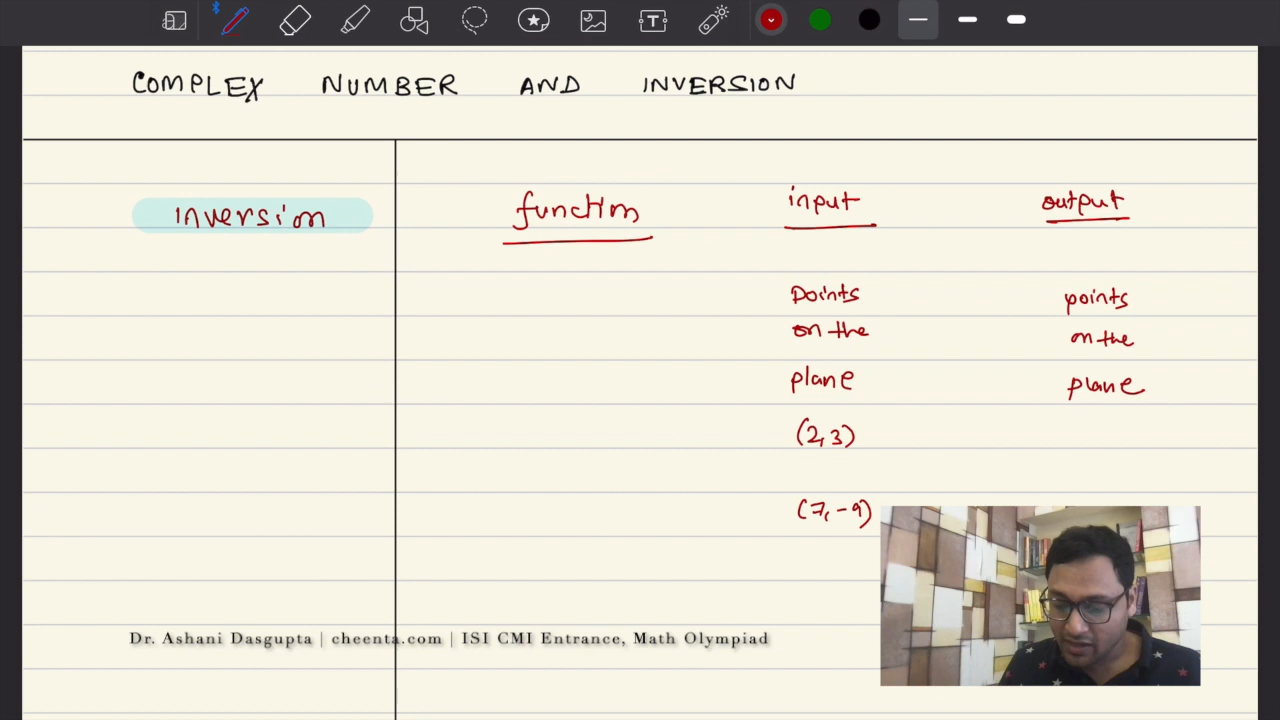 COMPLEX NUMBER AND INVERSION
inversion
function
input
output
Points
on the
plane
points
on the
plane
(2,3)
(7,-9)
Dr. Ashani Dasgupta | cheenta.com | ISI CMI Entrance, Math Olympiad